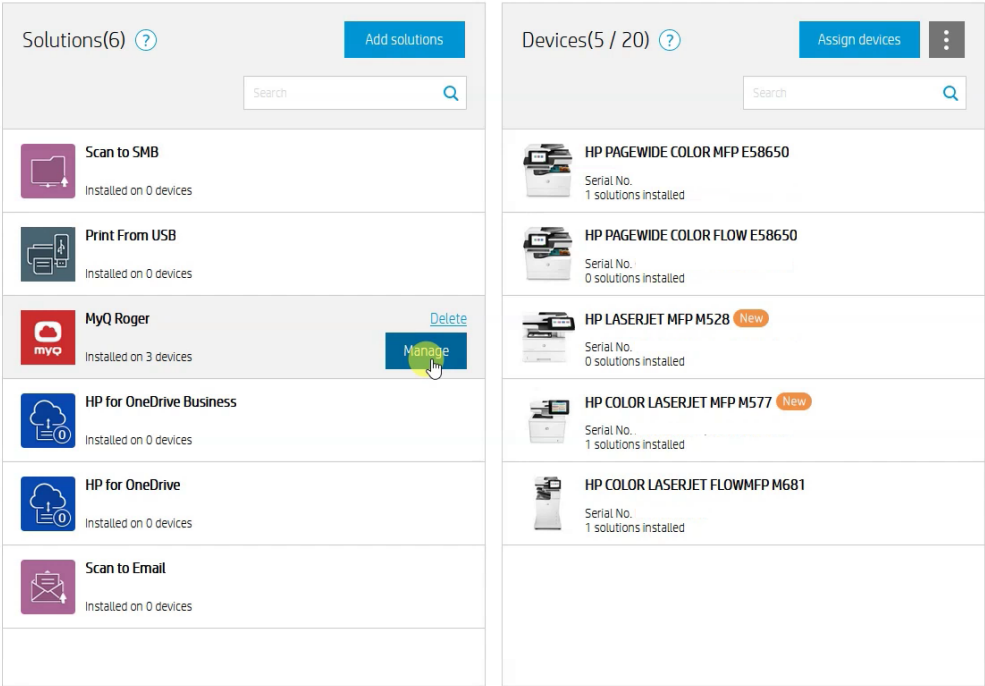 Solutions(6) ?
Add solutions
Search
Scan to SMB
Installed on 0 devices
Print From USB
Installed on 0 devices
MyQ Roger
Delete
myQ
Installed on 3 devices
Manage
HP for OneDrive Business
Installed on 0 devices
HP for OneDrive
Installed on 0 devices
Scan to Email
Installed on 0 devices
Devices(5 / 20) ?
Assign devices
Search
HP PAGEWIDE COLOR MFP E58650
Serial No.
1 solutions installed
HP PAGEWIDE COLOR FLOW E58650
Serial No.
0 solutions installed
HP LASERJET MFP M528 New
Serial No.
0 solutions installed
HP COLOR LASERJET MFP M577 New
Serial No.
1 solutions installed
HP COLOR LASERJET FLOWMFP M681
Serial No.
1 solutions installed